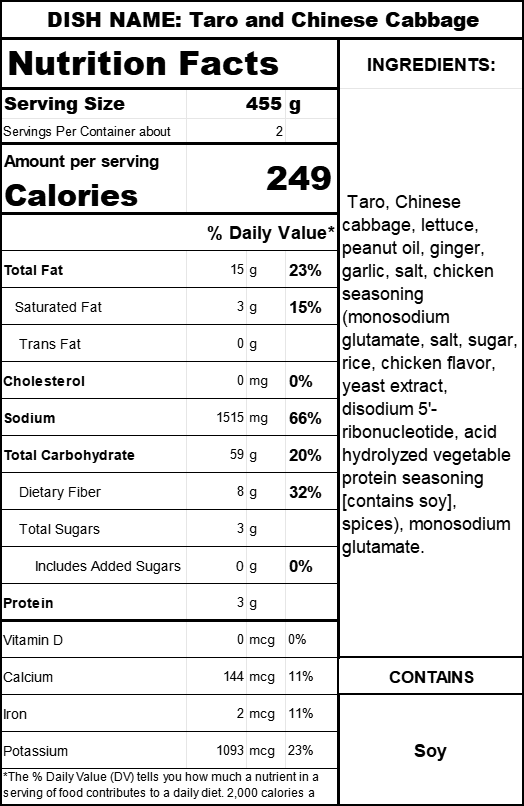 DISH NAME: Taro and Chinese Cabbage
Nutrition Facts
Serving Size 455 g
Servings Per Container about 2
Amount per serving
Calories 249
% Daily Value*
Total Fat 15 g 23%
Saturated Fat 3 g 15%
Trans Fat 0 g
Cholesterol 0 mg 0%
Sodium 1515 mg 66%
Total Carbohydrate 59 g 20%
Dietary Fiber 8 g 32%
Total Sugars 3 g
Includes Added Sugars 0 g 0%
Protein 3 g
Vitamin D 0 mcg 0%
Calcium 144 mcg 11%
Iron 2 mcg 11%
Potassium 1093 mcg 23%
*The % Daily Value (DV) tells you how much a nutrient in a
serving of food contributes to a daily diet. 2,000 calories a
INGREDIENTS:
Taro, Chinese
cabbage, lettuce,
peanut oil, ginger,
garlic, salt, chicken
seasoning
(monosodium
glutamate, salt, sugar,
rice, chicken flavor,
yeast extract,
disodium 5'-
ribonucleotide, acid
hydrolyzed vegetable
protein seasoning
[contains soy],
spices), monosodium
glutamate.
CONTAINS
Soy